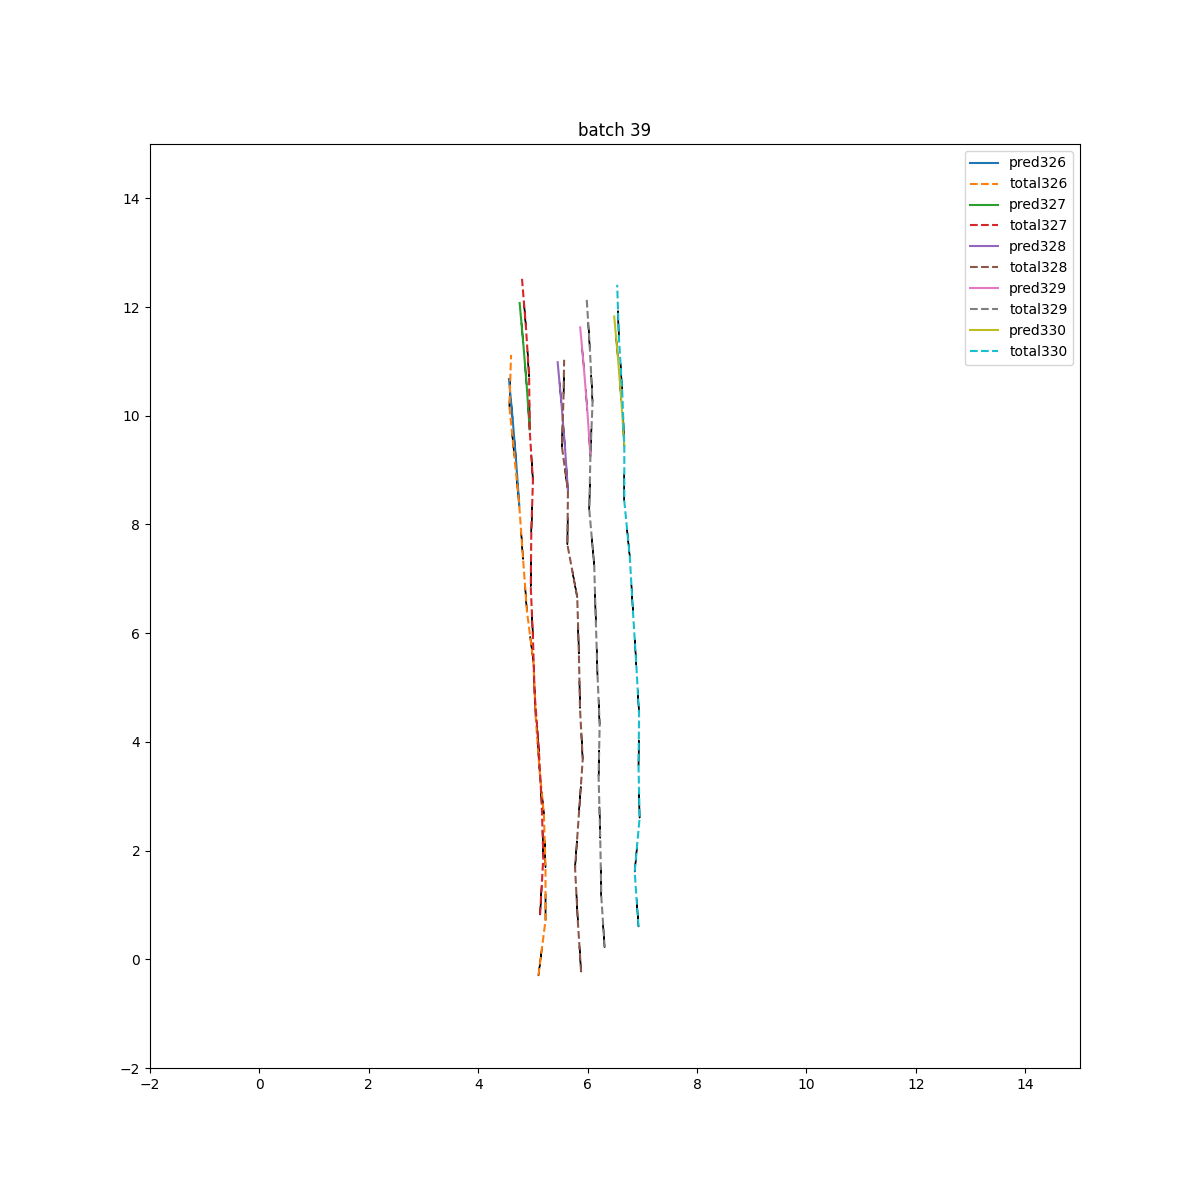 batch 39
pred326
total326
pred327
total327
pred328
total328
pred329
total329
pred330
total330
14
12
10
8
6
4
2
0
−2
−2 0 2 4 6 8 10 12 14